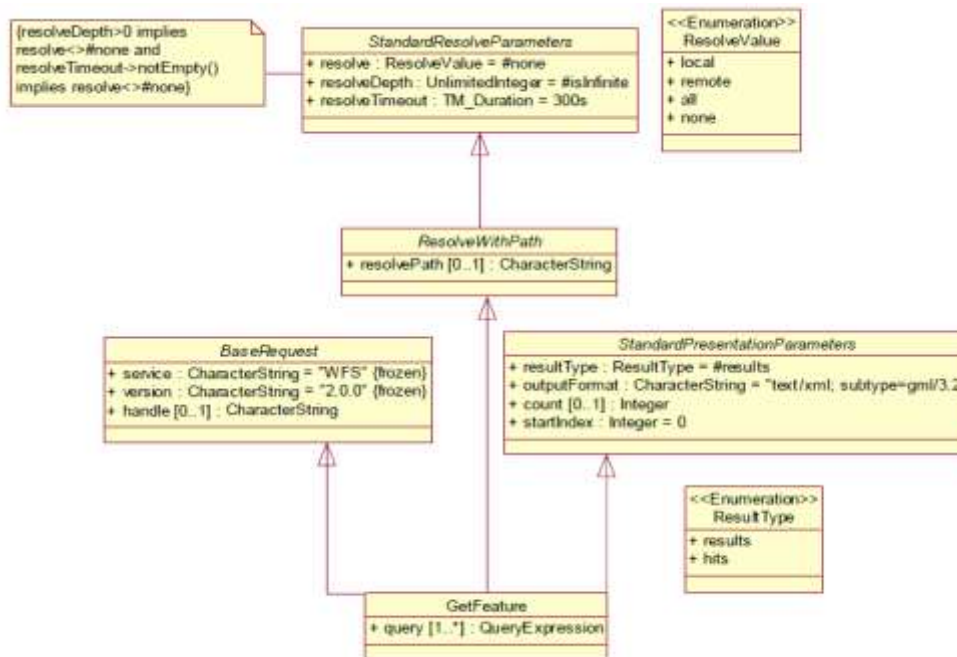 {resolveDepth>0 implies
resolve<>#none and
resolveTimeout->notEmpty()
implies resolve<>#none}
StandardResolveParameters
+ resolve : ResolveValue = #none
+ resolveDepth : UnlimitedInteger = #isInfinite
+ resolveTimeout : TM_Duration = 300s
<<Enumeration>>
ResolveValue
+ local
+ remote
+ all
+ none
ResolveWithPath
+ resolvePath [0..1] : CharacterString
BaseRequest
+ service : CharacterString = "WFS" {frozen}
+ version : CharacterString = "2.0.0" {frozen}
+ handle [0..1] : CharacterString
StandardPresentationParameters
+ resultType : ResultType = #results
+ outputFormat : CharacterString = "text/xml; subtype=gml/3.2
+ count [0..1] : Integer
+ startIndex : Integer = 0
<<Enumeration>>
ResultType
+ results
+ hits
GetFeature
+ query [1..*] : QueryExpression